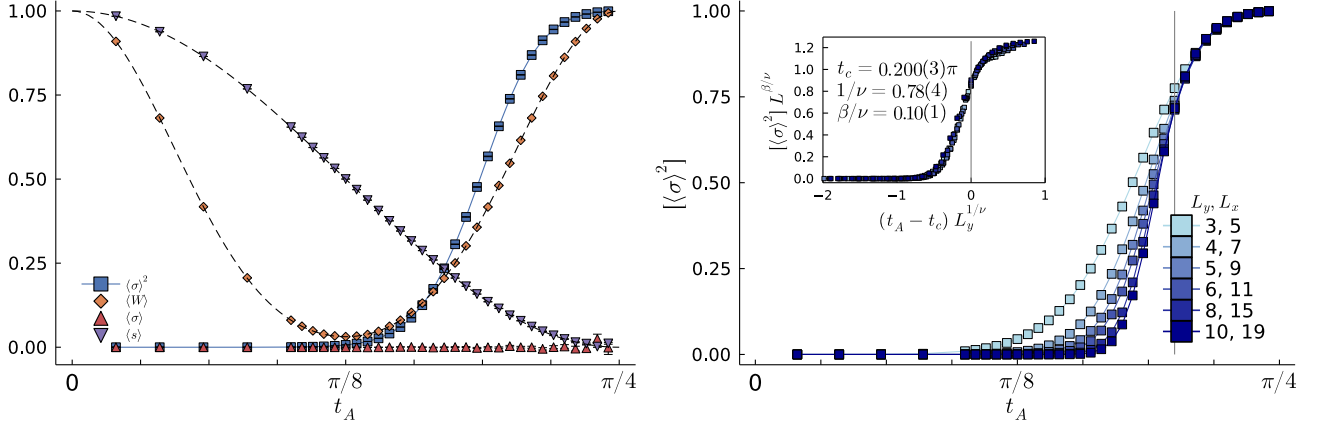 1.00
0.75
0.50
0.25
0.00
⟨σ⟩²
⟨W⟩
⟨σ⟩
⟨s⟩
0
π/8
π/4
t_A
[⟨σ⟩²]
1.00
0.75
0.50
0.25
0.00
0
π/8
π/4
t_A
[⟨σ⟩²] L^{β/ν}
1.2
1.0
0.8
0.6
0.4
0.2
0.0
t_c = 0.200(3)π
1/ν = 0.78(4)
β/ν = 0.10(1)
−2
−1
0
1
(t_A − t_c) L_y^{1/ν}
L_y, L_x
3, 5
4, 7
5, 9
6, 11
8, 15
10, 19